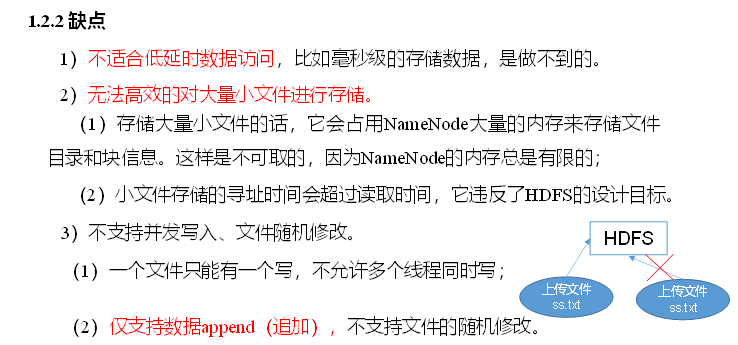 1.2.2 缺点
1）不适合低延时数据访问，比如毫秒级的存储数据，是做不到的。
2）无法高效的对大量小文件进行存储。
（1）存储大量小文件的话，它会占用NameNode大量的内存来存储文件
目录和块信息。这样是不可取的，因为NameNode的内存总是有限的；
（2）小文件存储的寻址时间会超过读取时间，它违反了HDFS的设计目标。
3）不支持并发写入、文件随机修改。
（1）一个文件只能有一个写，不允许多个线程同时写；
（2）仅支持数据append（追加），不支持文件的随机修改。
HDFS
上传文件
ss.txt
上传文件
ss.txt